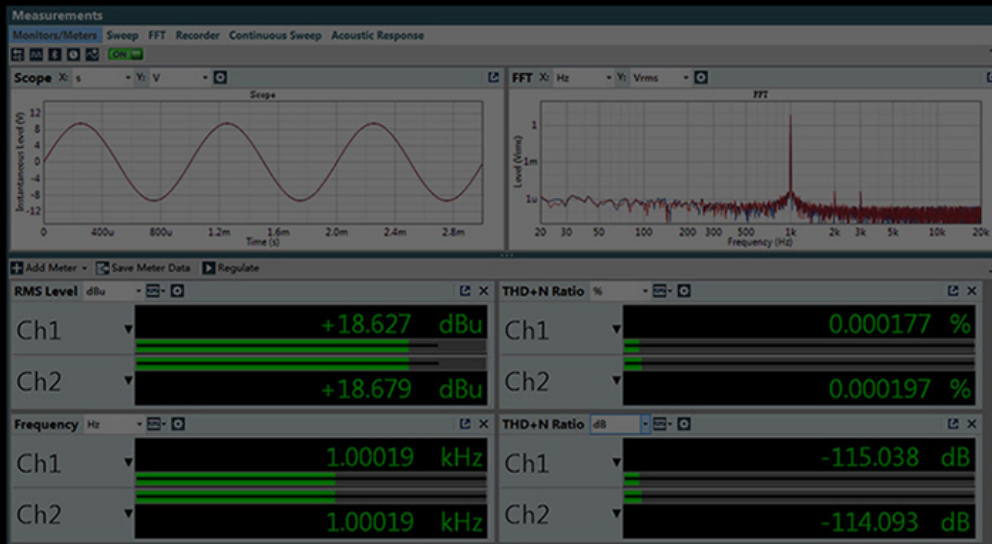 Measurements
Monitors/Meters Sweep FFT Recorder Continuous Sweep Acoustic Response
ON
Scope X: s Y: V
FFT X: Hz Y: Vrms
Scope
Instantaneous Level (V)
12
8
4
0
-4
-8
-12
0 400u 800u 1.2m 1.6m 2.0m 2.4m 2.8m
Time (s)
FFT
Level (Vrms)
1
1m
1u
20 30 50 100 200 300 500 1k 2k 3k 5k 10k 20k
Frequency (Hz)
Add Meter Save Meter Data Regulate
RMS Level dBu
Ch1 +18.627 dBu
Ch2 +18.679 dBu
THD+N Ratio %
Ch1 0.000177 %
Ch2 0.000197 %
Frequency Hz
Ch1 1.00019 kHz
Ch2 1.00019 kHz
THD+N Ratio dB
Ch1 -115.038 dB
Ch2 -114.093 dB